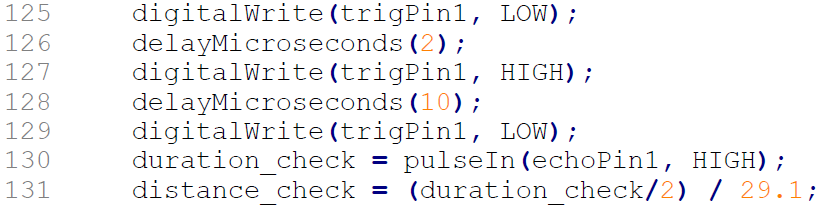 125 digitalWrite(trigPin1, LOW);
126 delayMicroseconds(2);
127 digitalWrite(trigPin1, HIGH);
128 delayMicroseconds(10);
129 digitalWrite(trigPin1, LOW);
130 duration_check = pulseIn(echoPin1, HIGH);
131 distance_check = (duration_check/2) / 29.1;